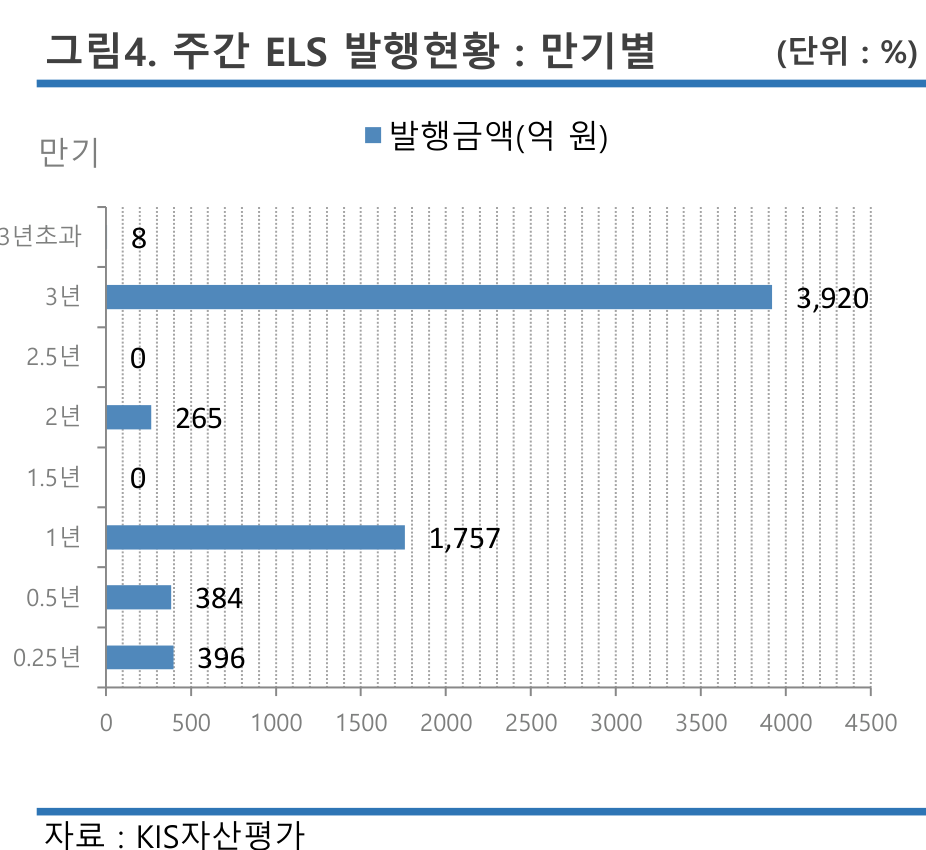 그림4. 주간 ELS 발행현황 : 만기별 (단위 : %)
발행금액(억 원)
만기
3년초과 8
3년 3,920
2.5년 0
2년 265
1.5년 0
1년 1,757
0.5년 384
0.25년 396
0 500 1000 1500 2000 2500 3000 3500 4000 4500
자료 : KIS자산평가